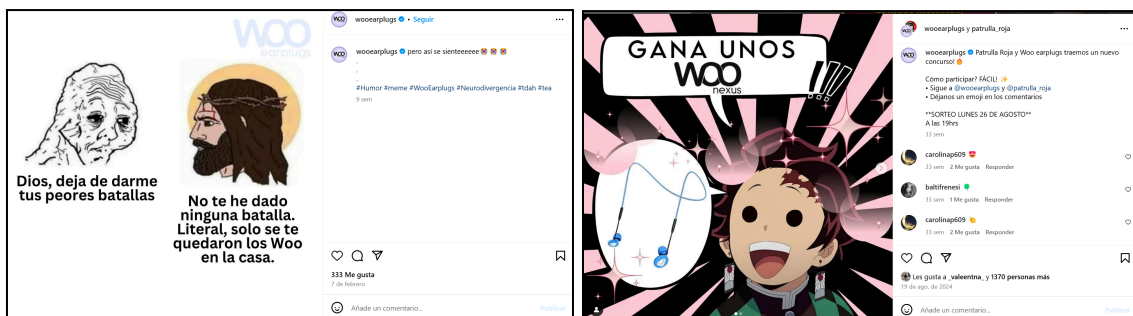 WOO
earplugs
Dios, deja de darme
tus peores batallas
No te he dado
ninguna batalla.
Literal, solo se te
quedaron los Woo
en la casa.
WOO
wooearplugs • Seguir
WOO
wooearplugs pero así se sienteeeeee
.
.
.
#Humor #meme #WooEarplugs #Neurodivergencia #tdah #tea
9 sem
333 Me gusta
7 de febrero
Añade un comentario...
Publicar
GANA UNOS
WOO
nexus
!!!
wooearplugs y patrulla_roja
WOO
wooearplugs Patrulla Roja y Woo earplugs traemos un nuevo
concurso! 🔥
Cómo participar? FÁCIL! ✨
• Sigue a @wooearplugs y @patrulla_roja
• Déjanos un emoji en los comentarios
**SORTEO LUNES 26 DE AGOSTO**
A las 19hrs
33 sem
carolinap609 😍
33 sem 2 Me gusta Responder
baltifrenesi 🍀
33 sem 1 Me gusta Responder
carolinap609 👏
33 sem 2 Me gusta Responder
Les gusta a _valeentna_ y 1370 personas más
19 de ago. de 2024
Añade un comentario...
Publicar